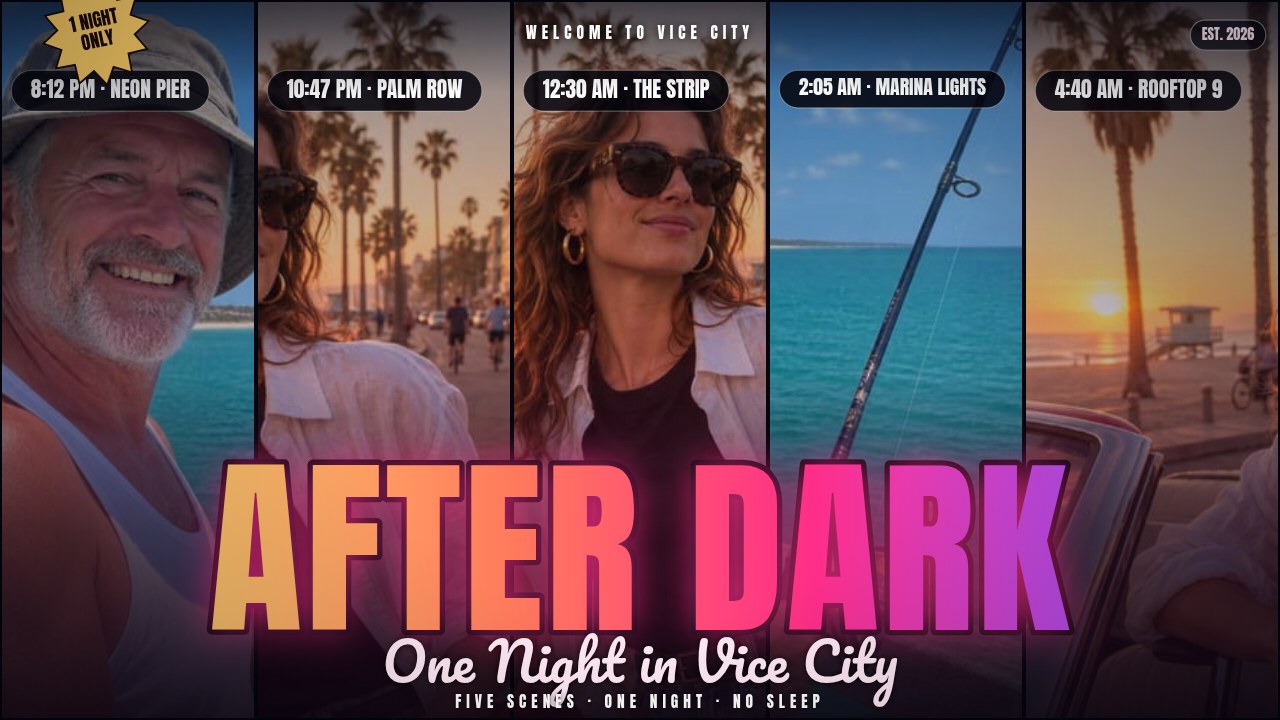 1 NIGHT
ONLY
WELCOME TO VICE CITY
EST. 2026
8:12 PM · NEON PIER
10:47 PM · PALM ROW
12:30 AM · THE STRIP
2:05 AM · MARINA LIGHTS
4:40 AM · ROOFTOP 9
AFTER DARK
One Night in Vice City
FIVE SCENES · ONE NIGHT · NO SLEEP